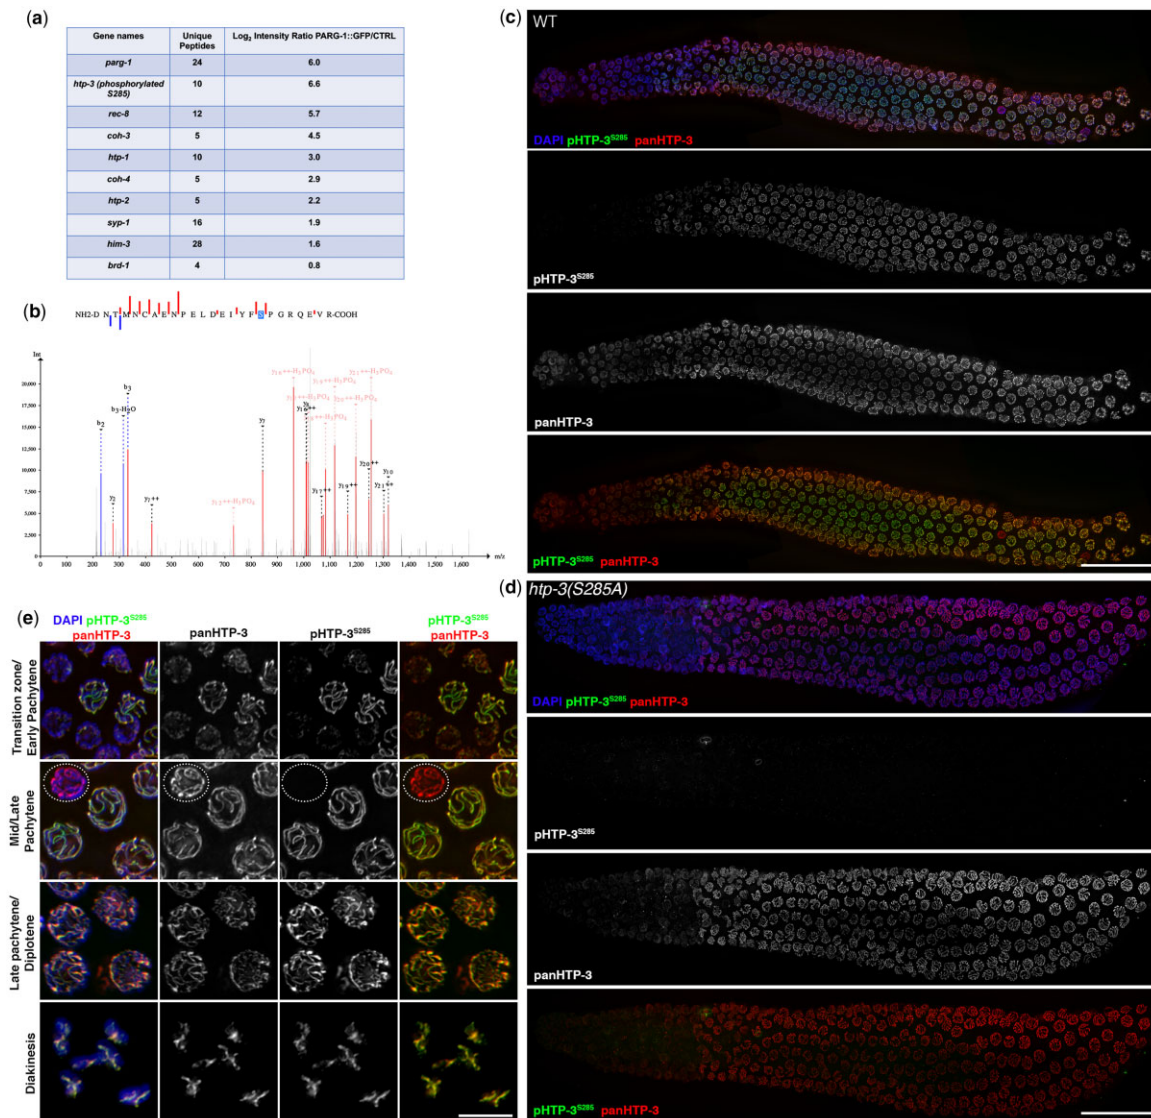 (a)
Gene names Unique Peptides Log2 Intensity Ratio PARG-1::GFP/CTRL
parg-1 24 6.0
htp-3 (phosphorylated S285) 10 6.6
rec-8 12 5.7
coh-3 5 4.5
htp-1 10 3.0
coh-4 5 2.9
htp-2 5 2.2
syp-1 16 1.9
him-3 28 1.6
brd-1 4 0.8
(b)
NH2-D N T M N C A E N P E L D E I Y F S P G R Q E V R-COOH
Int
20,000
17,500
15,000
12,500
10,000
7,500
5,000
2,500
0
b2
b3-H2O
b3
y2
y7++
y12++-H3PO4
y7
y16++-H3PO4
y17++
y19++
y20++
y21++
y10
y21++-H3PO4
y20++-H3PO4
0 100 200 300 400 500 600 700 800 900 1,000 1,100 1,200 1,300 1,400 1,500 1,600
m/z
(c)
WT
DAPI pHTP-3S285 panHTP-3
pHTP-3S285
panHTP-3
pHTP-3S285 panHTP-3
(d)
htp-3(S285A)
DAPI pHTP-3S285 panHTP-3
pHTP-3S285
panHTP-3
pHTP-3S285 panHTP-3
(e)
DAPI pHTP-3S285
panHTP-3
panHTP-3
pHTP-3S285
pHTP-3S285
panHTP-3
Transition zone/
Early Pachytene
Mid/Late
Pachytene
Late pachytene/
Diplotene
Diakinesis